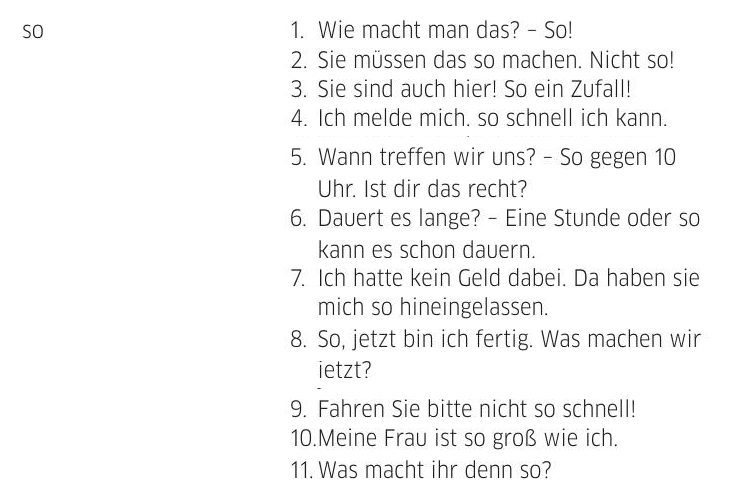 so
1. Wie macht man das? – So!
2. Sie müssen das so machen. Nicht so!
3. Sie sind auch hier! So ein Zufall!
4. Ich melde mich. so schnell ich kann.
5. Wann treffen wir uns? – So gegen 10
Uhr. Ist dir das recht?
6. Dauert es lange? – Eine Stunde oder so
kann es schon dauern.
7. Ich hatte kein Geld dabei. Da haben sie
mich so hineingelassen.
8. So, jetzt bin ich fertig. Was machen wir
jetzt?
9. Fahren Sie bitte nicht so schnell!
10.Meine Frau ist so groß wie ich.
11. Was macht ihr denn so?